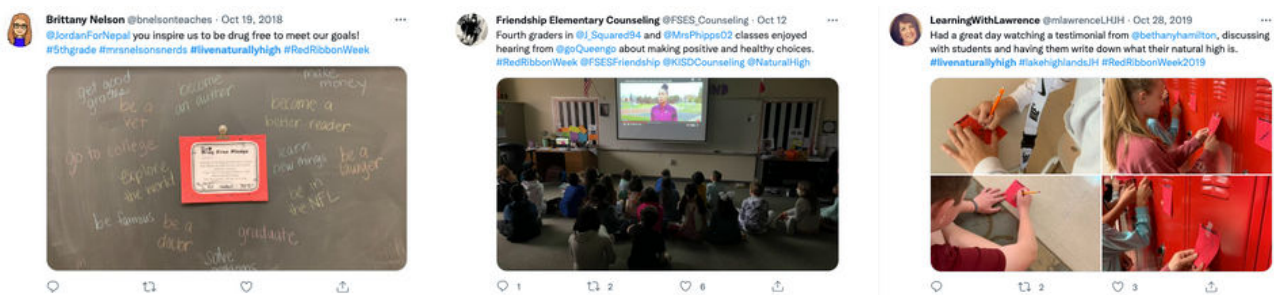 Brittany Nelson @bnelsonteaches · Oct 19, 2018
@JordanForNepal you inspire us to be drug free to meet our goals!
#5thgrade #mrsnelsonsnerds #livenaturallyhigh #RedRibbonWeek
get good
grades
become
an author
make
money
be a
vet
become a
better reader
go to college
Drug Free Pledge
learn
new things
be a
explore
the world
be in
the NFL
be famous
be a
doctor
graduate
solve
Friendship Elementary Counseling @FSES_Counseling · Oct 12
Fourth graders in @J_Squared94 and @MrsPhipps02 classes enjoyed
hearing from @goQueengo about making positive and healthy choices.
#RedRibbonWeek @FSESFriendship @KISDCounseling @NaturalHigh
1
2
6
LearningWithLawrence @mlawrenceLHJH · Oct 28, 2019
Had a great day watching a testimonial from @bethanyhamilton, discussing
with students and having them write down what their natural high is.
#livenaturallyhigh #lakehighlandsJH #RedRibbonWeek2019
2
3